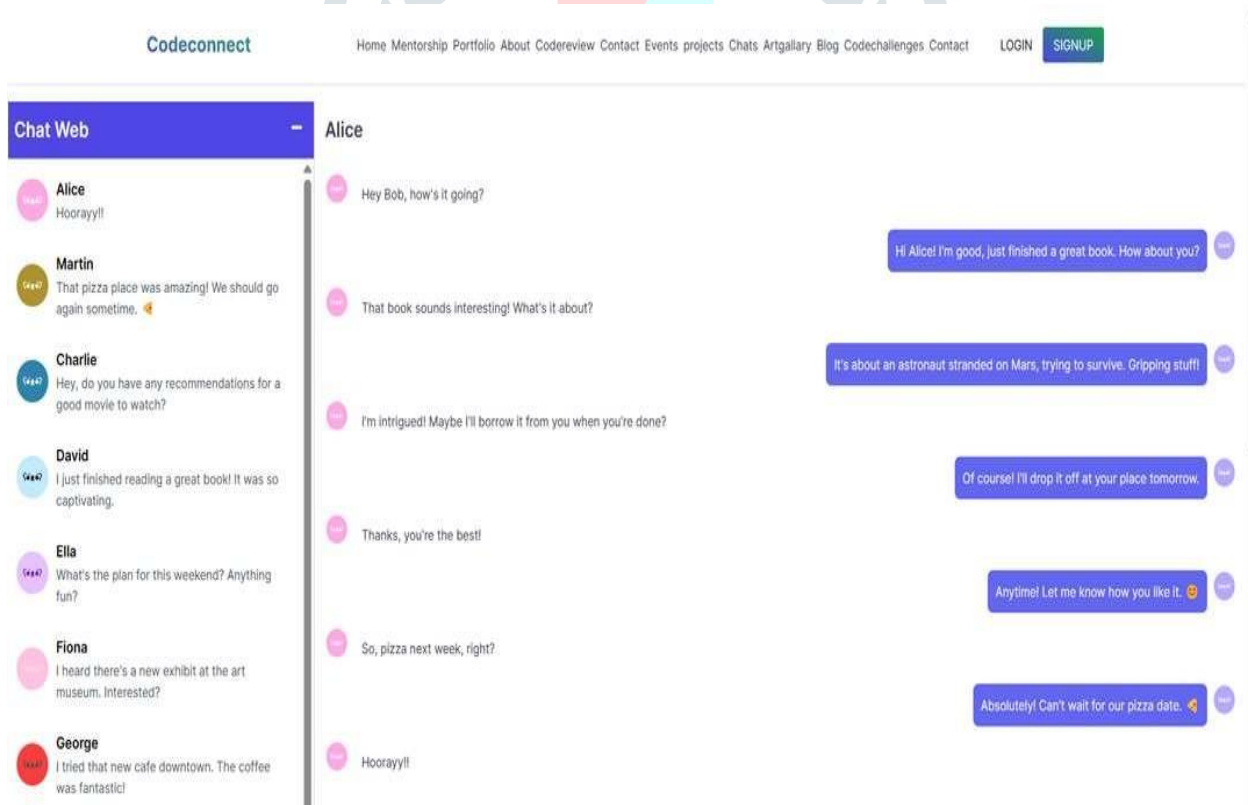 Codeconnect
Home Mentorship Portfolio About Codereview Contact Events projects Chats Artgallary Blog Codechallenges Contact
LOGIN
SIGNUP
Chat Web
Alice
Hoorayy!!
Martin
That pizza place was amazing! We should go
again sometime. 🍕
Charlie
Hey, do you have any recommendations for a
good movie to watch?
David
I just finished reading a great book! It was so
captivating.
Ella
What's the plan for this weekend? Anything
fun?
Fiona
I heard there's a new exhibit at the art
museum. Interested?
George
I tried that new cafe downtown. The coffee
was fantastic!
Alice
Hey Bob, how's it going?
Hi Alice! I'm good, just finished a great book. How about you?
That book sounds interesting! What's it about?
It's about an astronaut stranded on Mars, trying to survive. Gripping stuff!
I'm intrigued! Maybe I'll borrow it from you when you're done?
Of course! I'll drop it off at your place tomorrow.
Thanks, you're the best!
Anytime! Let me know how you like it. 😊
So, pizza next week, right?
Absolutely! Can't wait for our pizza date. 🍕
Hoorayy!!